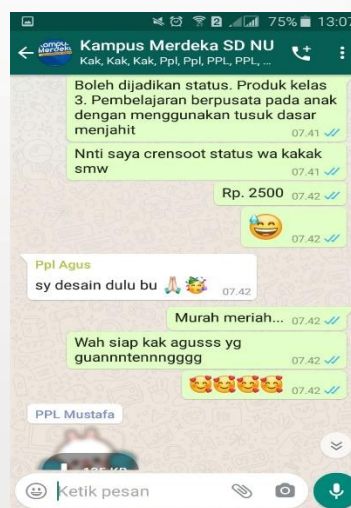 75% 13:07
Kampus Merdeka SD NU
Kak, Kak, Kak, Ppl, Ppl, PPL, PPL, ...
Boleh dijadikan status. Produk kelas
3. Pembelajaran berpusata pada anak
dengan menggunakan tusuk dasar
menjahit
07.41
Nnti saya crensoot status wa kakak
smw
07.41
Rp. 2500 07.42
07.42
Ppl Agus
sy desain dulu bu
07.42
Murah meriah... 07.42
Wah siap kak agusss yg
guannntennngggg
07.42
07.42
PPL Mustafa
Ketik pesan